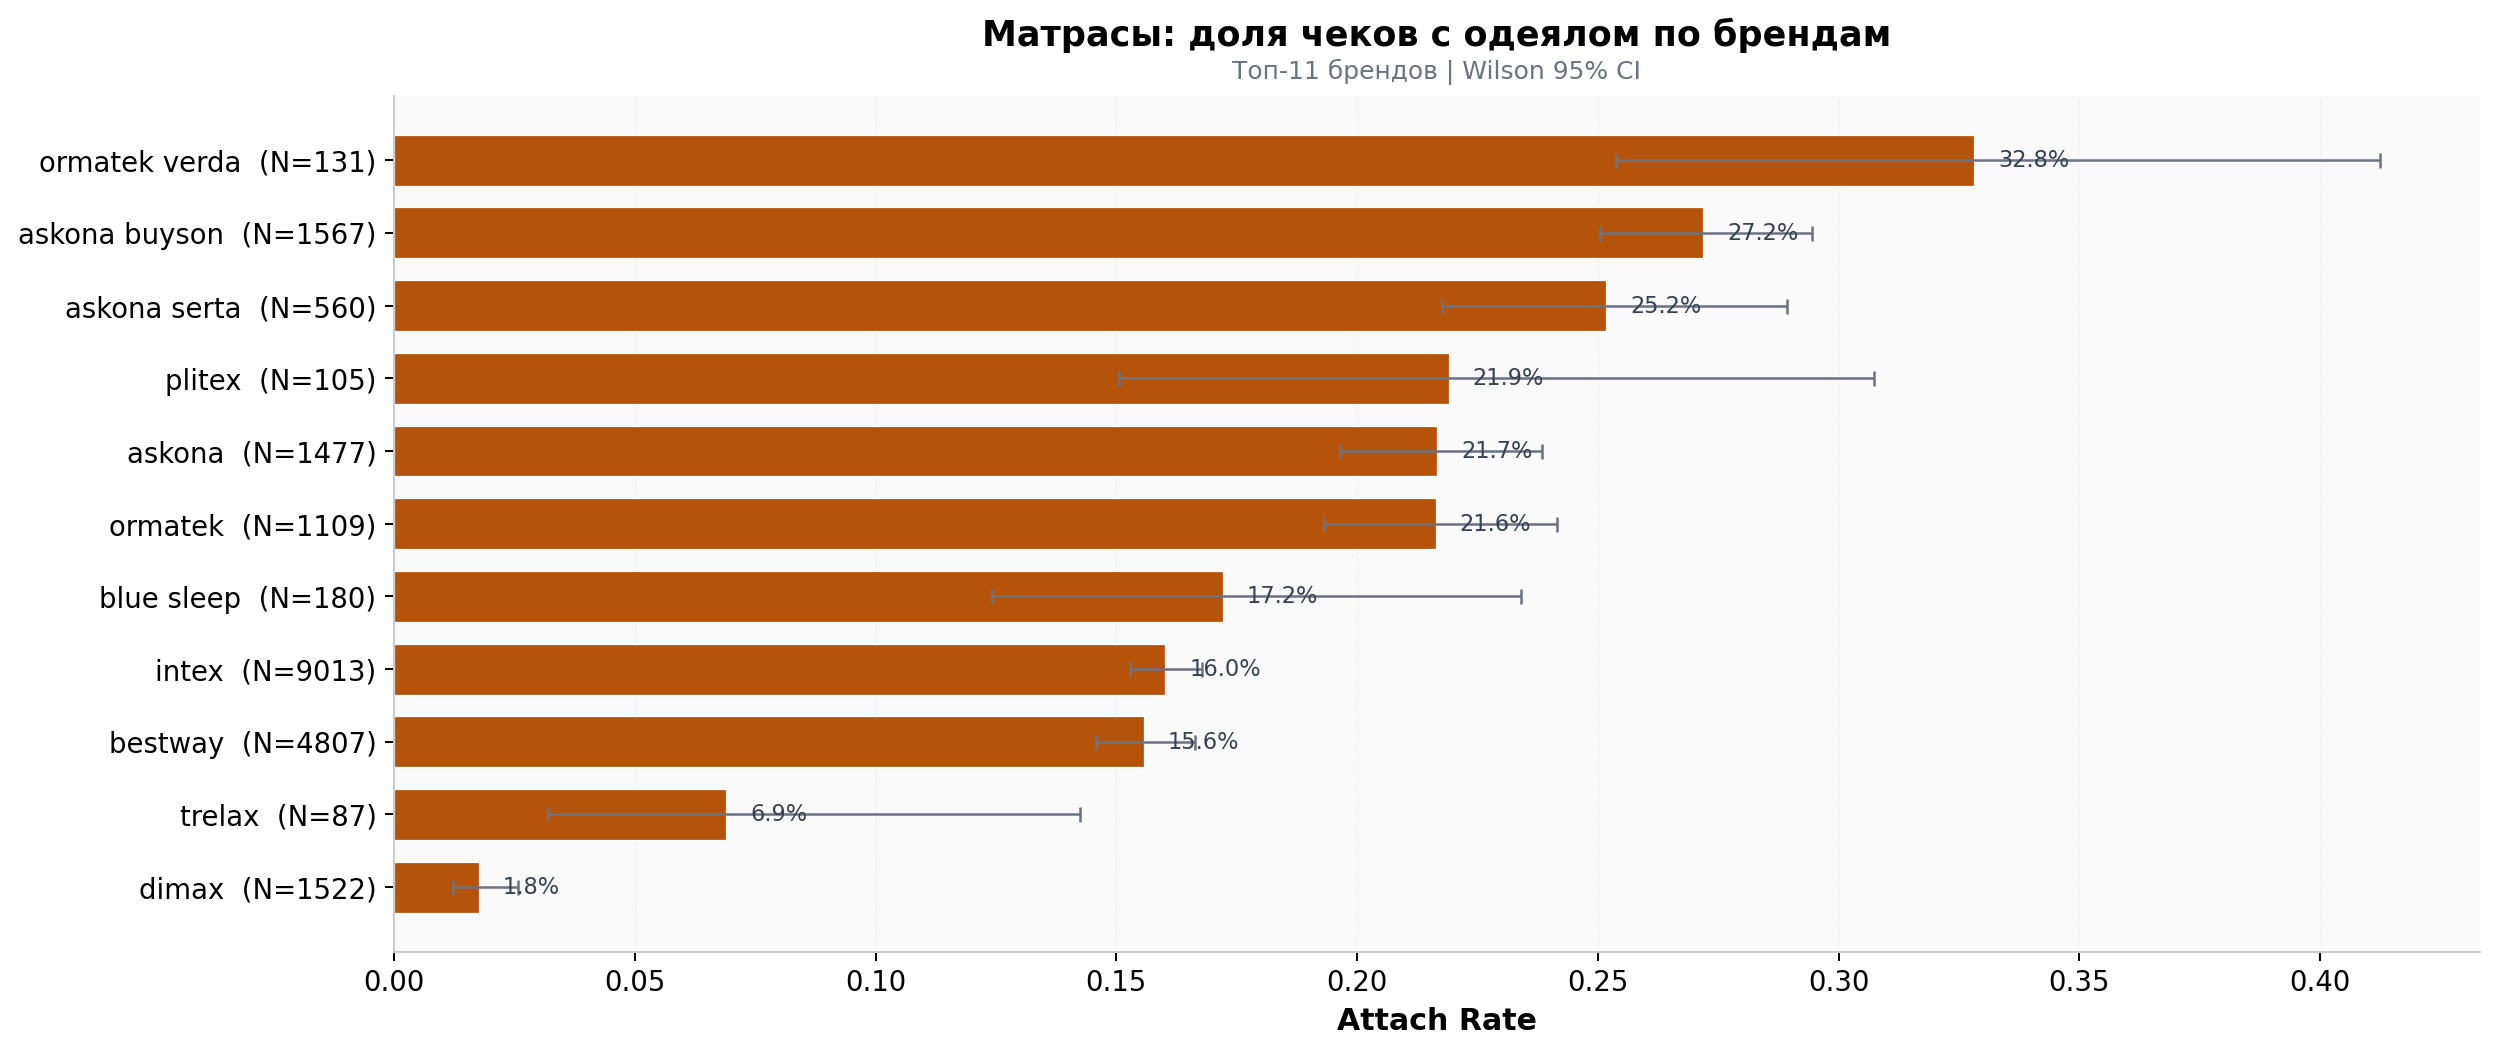 Матрасы: доля чеков с одеялом по брендам
Топ-11 брендов | Wilson 95% CI
ormatek verda (N=131) 32.8%
askona buyson (N=1567) 27.2%
askona serta (N=560) 25.2%
plitex (N=105) 21.9%
askona (N=1477) 21.7%
ormatek (N=1109) 21.6%
blue sleep (N=180) 17.2%
intex (N=9013) 16.0%
bestway (N=4807) 15.6%
trelax (N=87) 6.9%
dimax (N=1522) 1.8%
0.00 0.05 0.10 0.15 0.20 0.25 0.30 0.35 0.40
Attach Rate